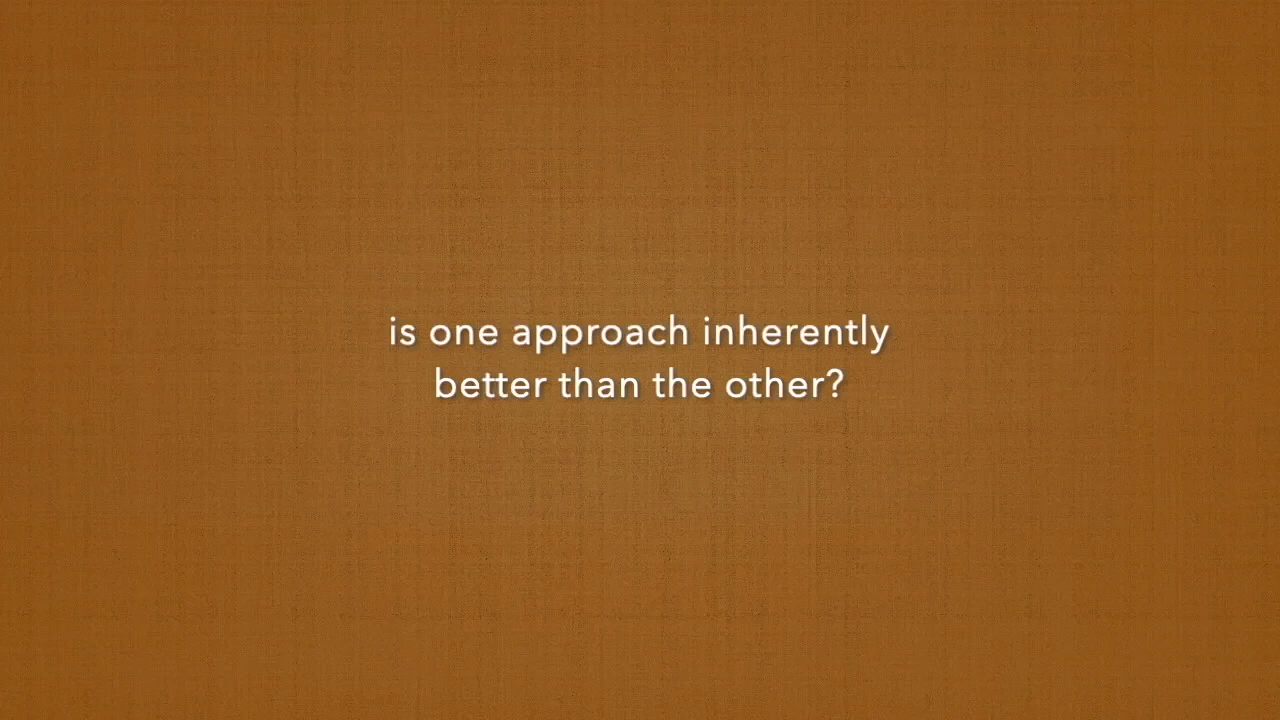 is one approach inherently
better than the other?